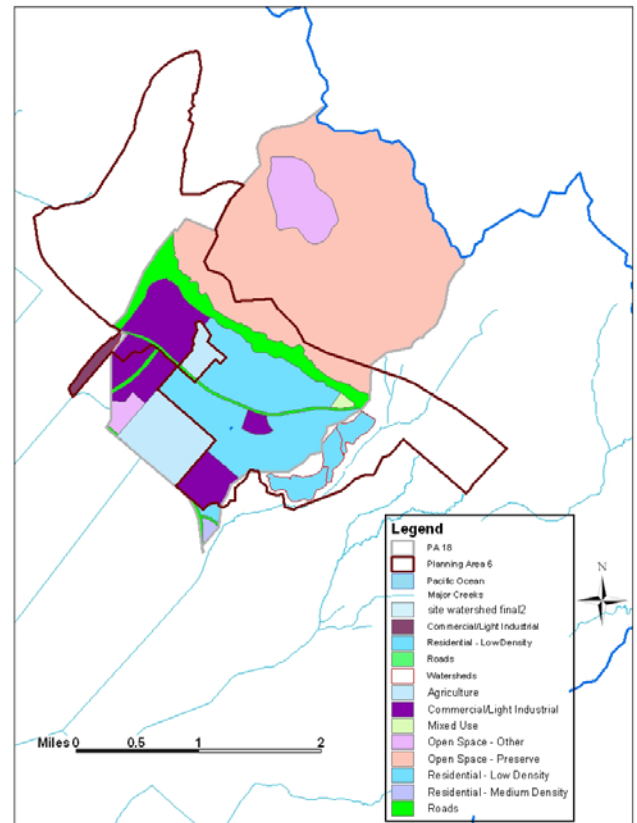 N
Legend
PA 18
Planning Area 6
Pacific Ocean
Major Creeks
site watershed final2
Commercial/Light Industrial
Residential - LowDensity
Roads
Watersheds
Agriculture
Commercial/Light Industrial
Mixed Use
Open Space - Other
Open Space - Preserve
Residential - Low Density
Residential - Medium Density
Roads
Miles 0 0.5 1 2